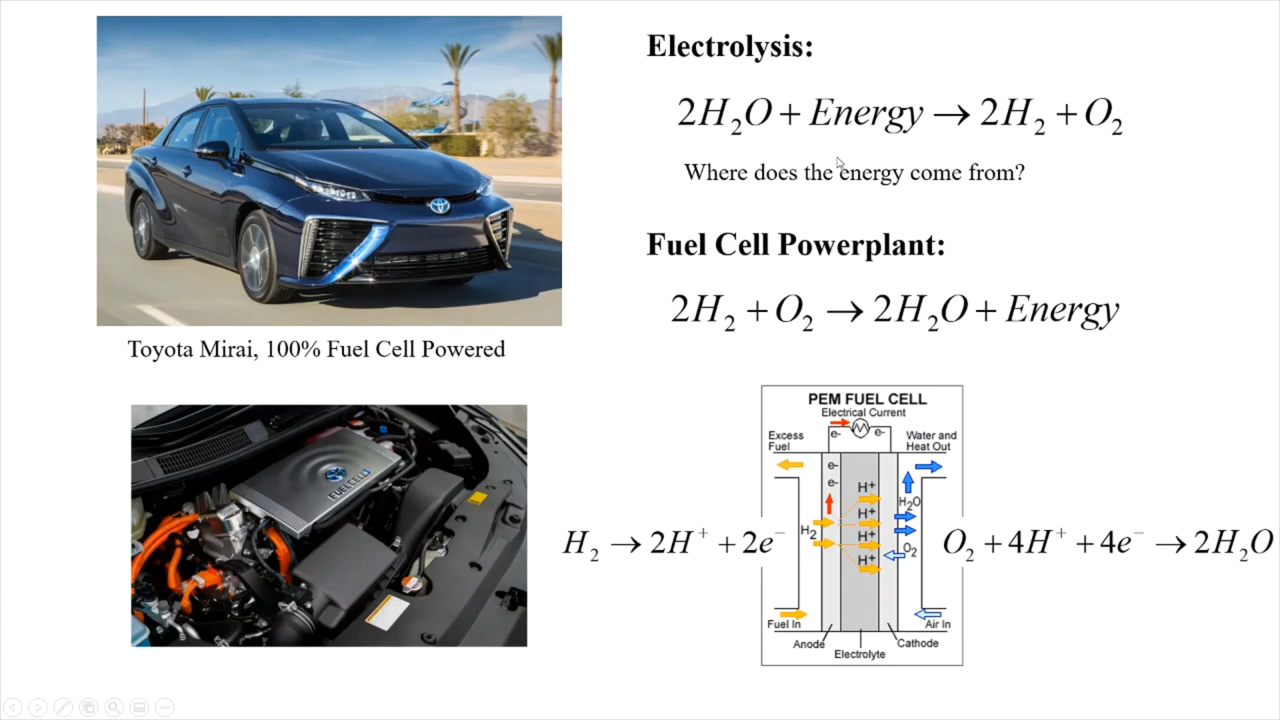 Electrolysis:
2H₂O + Energy → 2H₂ + O₂
Where does the energy come from?
Fuel Cell Powerplant:
2H₂ + O₂ → 2H₂O + Energy
Toyota Mirai, 100% Fuel Cell Powered
FUEL CELL
PEM FUEL CELL
Electrical Current
e- e-
Excess
Fuel
Water and
Heat Out
e-
e-
H+
H+
H+
H+
H₂
H₂O
O₂
H₂ → 2H⁺ + 2e⁻
O₂ + 4H⁺ + 4e⁻ → 2H₂O
Fuel In
Air In
Anode
Electrolyte
Cathode